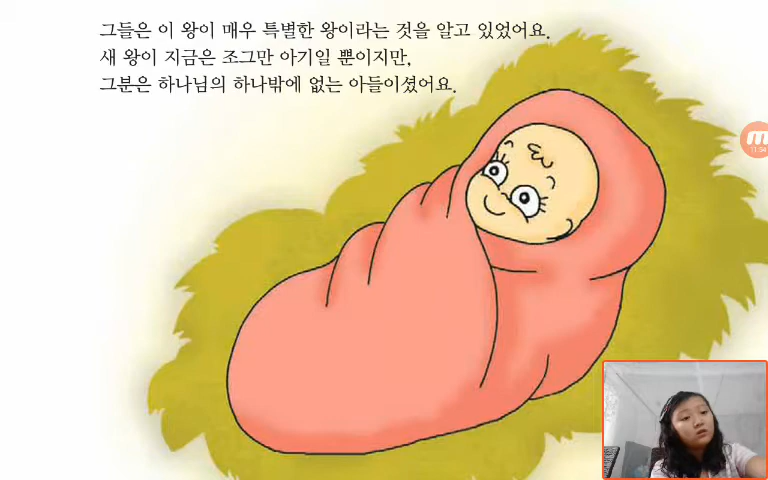 그들은 이 왕이 매우 특별한 왕이라는 것을 알고 있었어요.
새 왕이 지금은 조그만 아기일 뿐이지만,
그분은 하나님의 하나밖에 없는 아들이셨어요.
11:54